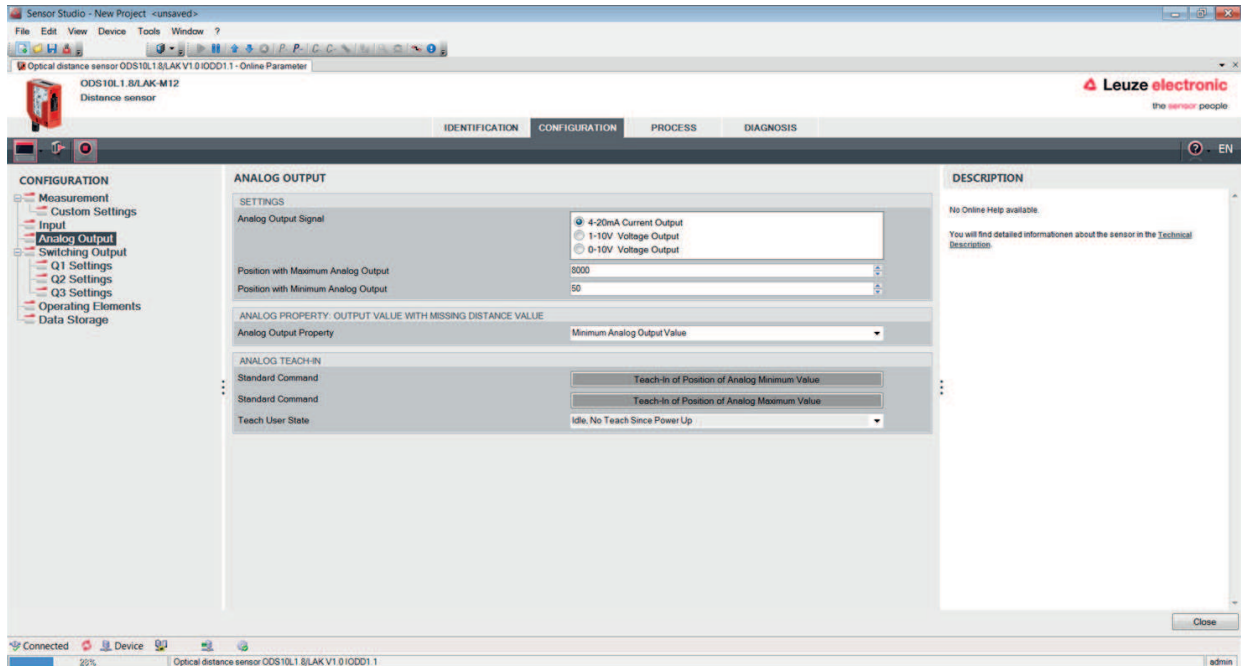 Sensor Studio - New Project <unsaved>
File Edit View Device Tools Window ?
Optical distance sensor ODS10L1.8/LAK V1.0 IODD1.1 - Online Parameter
ODS10L1.8/LAK-M12
Distance sensor
Leuze electronic
the sensor people
IDENTIFICATION CONFIGURATION PROCESS DIAGNOSIS
? EN
CONFIGURATION
Measurement
Custom Settings
Input
Analog Output
Switching Output
Q1 Settings
Q2 Settings
Q3 Settings
Operating Elements
Data Storage
ANALOG OUTPUT
SETTINGS
Analog Output Signal
4-20mA Current Output
1-10V Voltage Output
0-10V Voltage Output
Position with Maximum Analog Output 8000
Position with Minimum Analog Output 50
ANALOG PROPERTY: OUTPUT VALUE WITH MISSING DISTANCE VALUE
Analog Output Property Minimum Analog Output Value
ANALOG TEACH-IN
Standard Command Teach-In of Position of Analog Minimum Value
Standard Command Teach-In of Position of Analog Maximum Value
Teach User State Idle, No Teach Since Power Up
DESCRIPTION
No Online Help available.
You will find detailed informationen about the sensor in the Technical
Description.
Close
Connected Device
20% Optical distance sensor ODS10L1.8/LAK V1.0 IODD1.1 admin